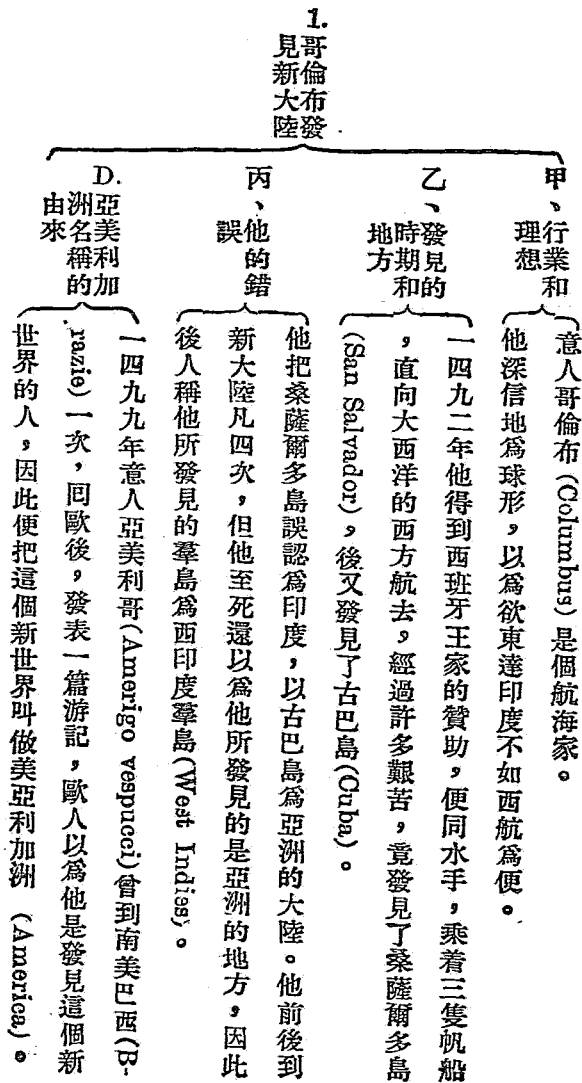 1.哥倫布發
見新大陸
甲、行業和
理想
意人哥倫布(Columbus)是個航海家。
他深信地爲球形,以爲欲東達印度不如西航爲便。
乙、發見的
時期和
地方
一四九二年他得到西班牙王家的贊助,便同水手,乘着三隻帆船
,直向大西洋的西方航去,經過許多艱苦,竟發見了桑薩爾多島
(San Salvador),後又發見了古巴島(Cuba)。
丙、他的錯
誤
他把桑薩爾多島誤認爲印度,以古巴島爲亞洲的大陸。他前後到
新大陸凡四次,但他至死還以爲他所發見的是亞洲的地方,因此
後人稱他所發見的羣島爲西印度羣島(West Indies)。
D.亞美利加
洲名稱的
由來
一四九九年意人亞美利哥(Amerigo vespucci)曾到南美巴西(B-
razie)一次,囘歐後,發表一篇游記,歐人以爲他是發見這個新
世界的人,因此便把這個新世界叫做美亞利加洲 (America)。